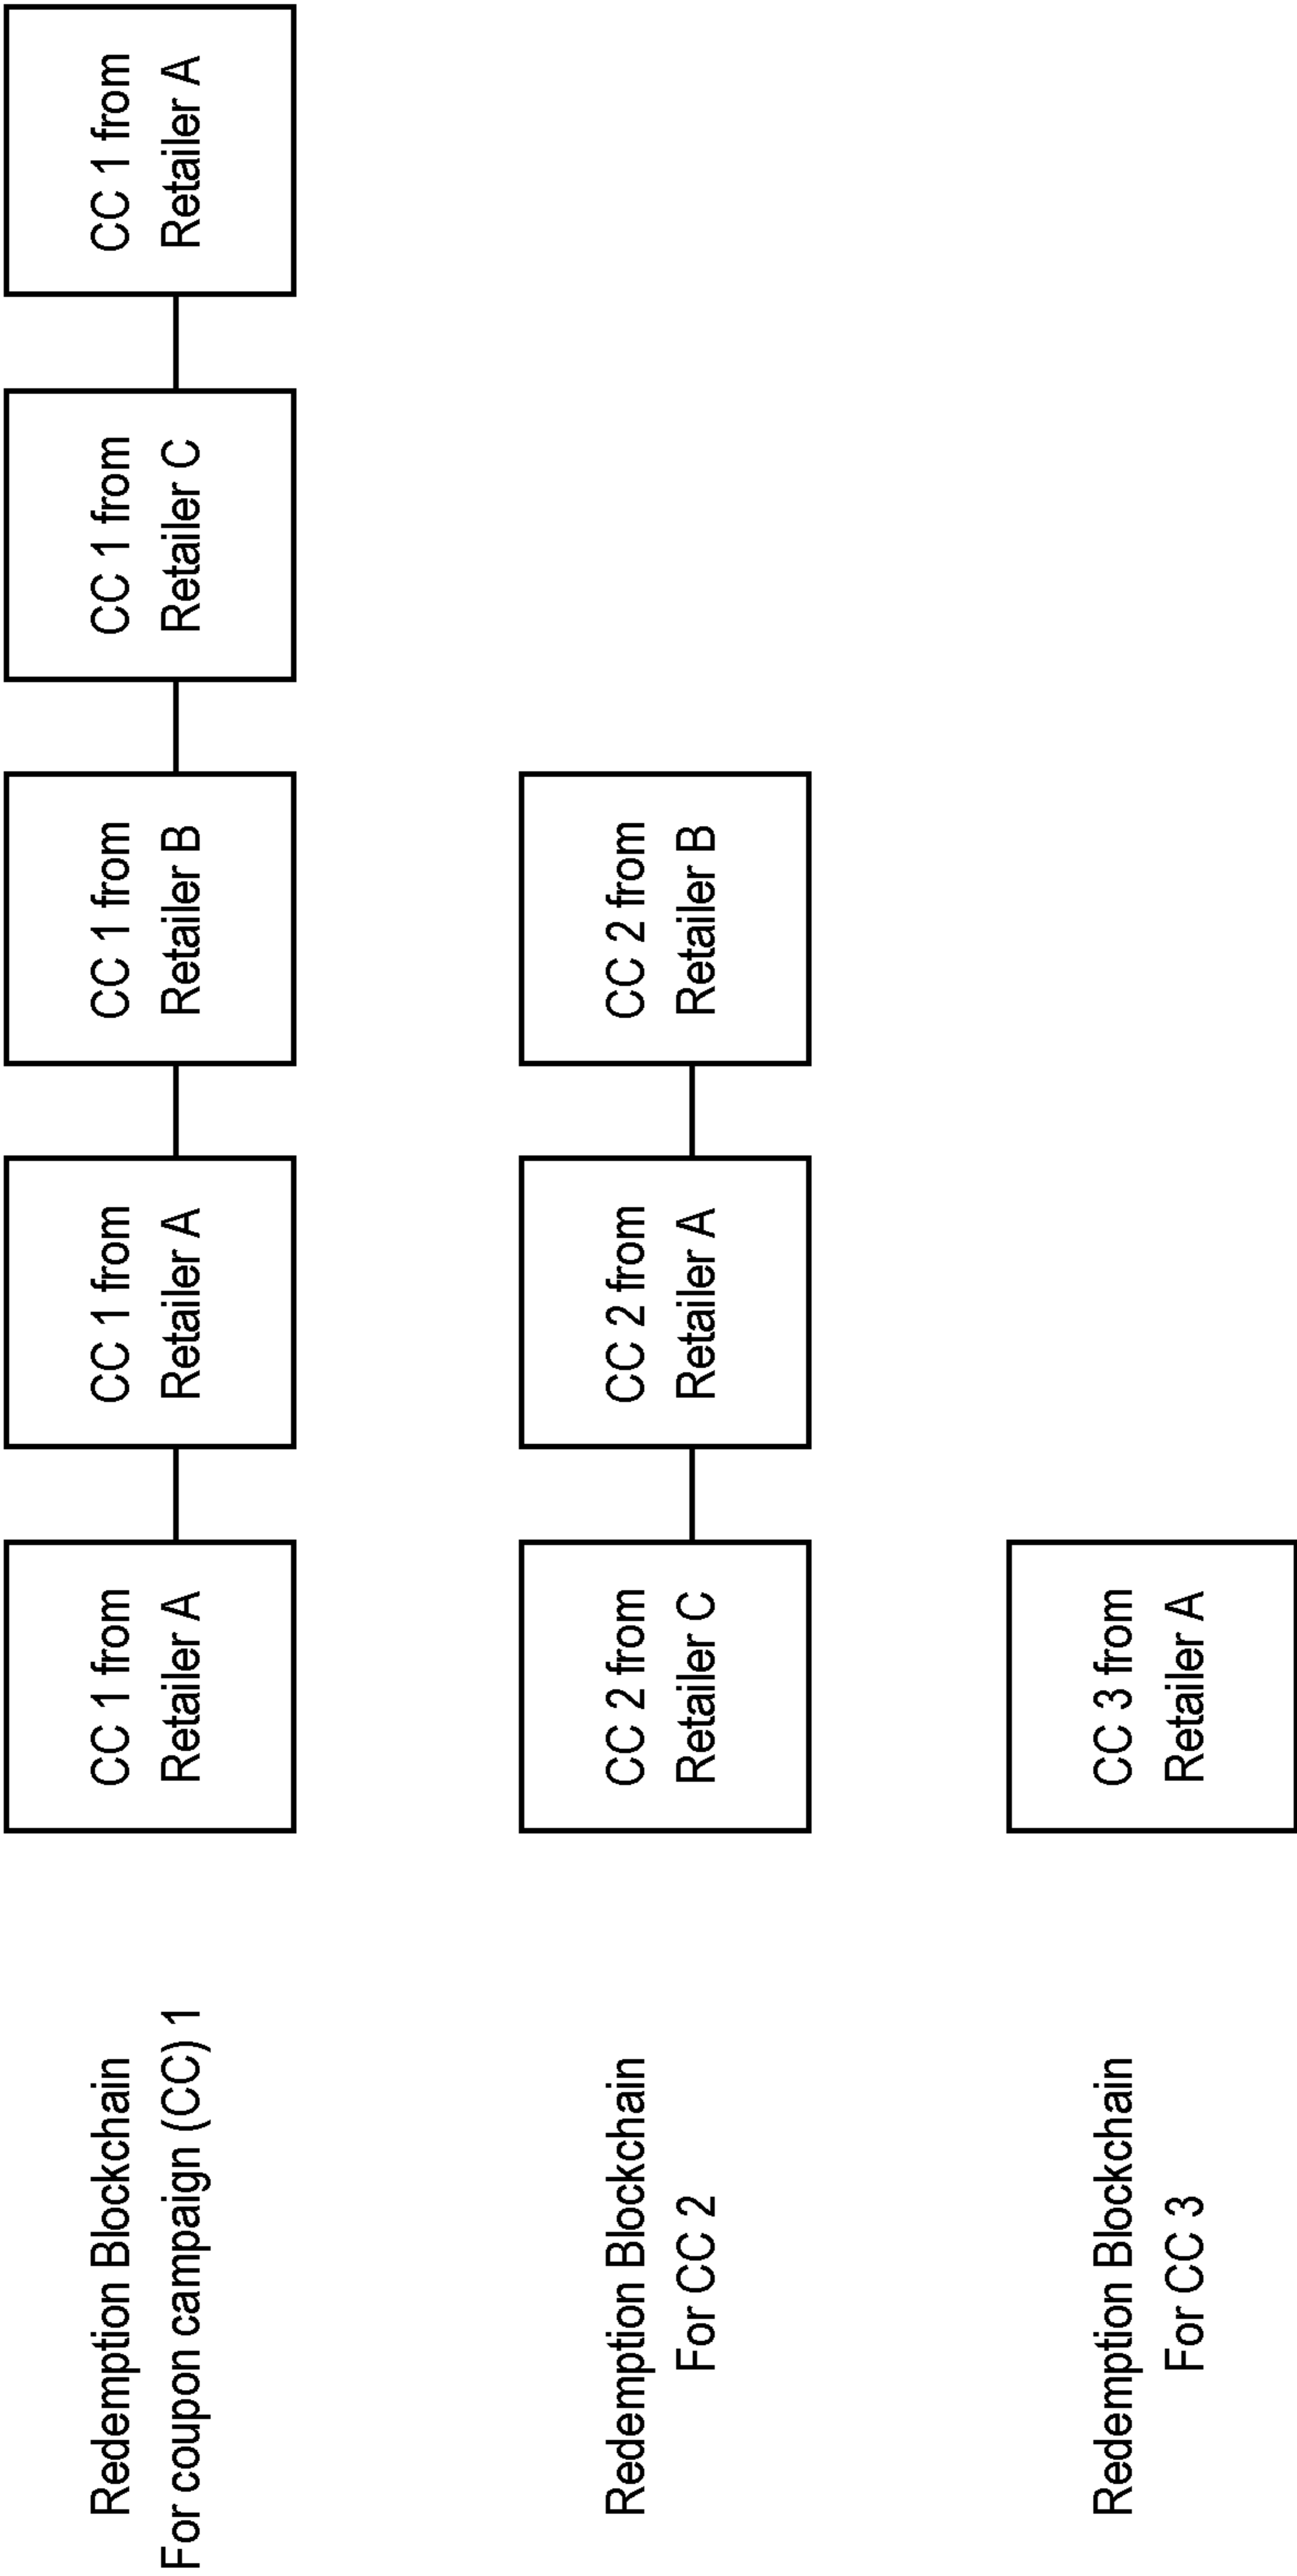 Redemption Blockchain
For coupon campaign (CC) 1
CC 1 from
Retailer A
CC 1 from
Retailer A
CC 1 from
Retailer B
CC 1 from
Retailer C
CC 1 from
Retailer A
Redemption Blockchain
For CC 2
CC 2 from
Retailer C
CC 2 from
Retailer A
CC 2 from
Retailer B
Redemption Blockchain
For CC 3
CC 3 from
Retailer A